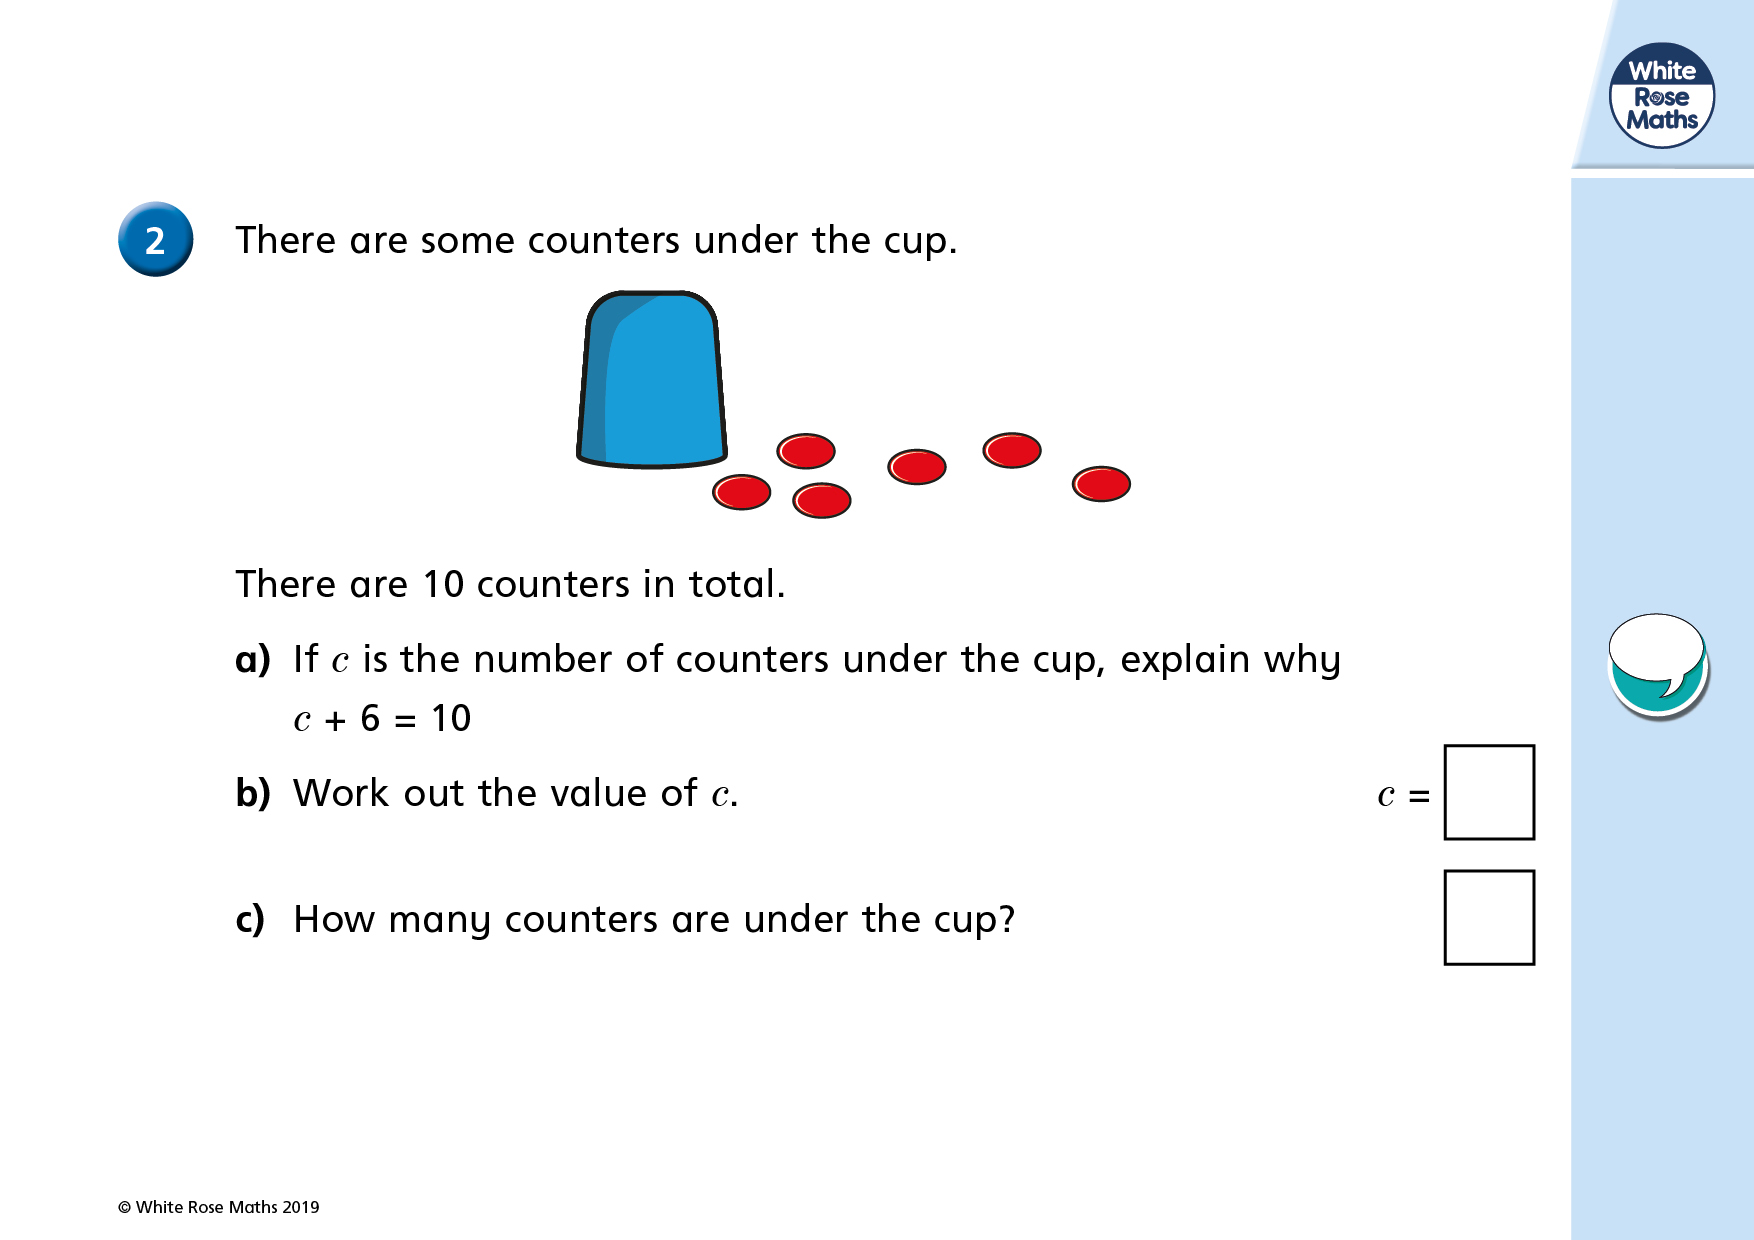 White
Rose
Maths
2 There are some counters under the cup.
There are 10 counters in total.
a) If c is the number of counters under the cup, explain why
c + 6 = 10
b) Work out the value of c. c =
c) How many counters are under the cup?
© White Rose Maths 2019